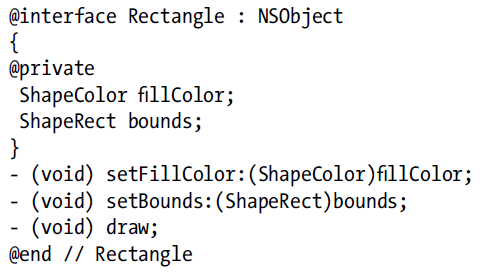 @interface Rectangle : NSObject
{
@private
 ShapeColor fillColor;
 ShapeRect bounds;
}
- (void) setFillColor:(ShapeColor)fillColor;
- (void) setBounds:(ShapeRect)bounds;
- (void) draw;
@end // Rectangle